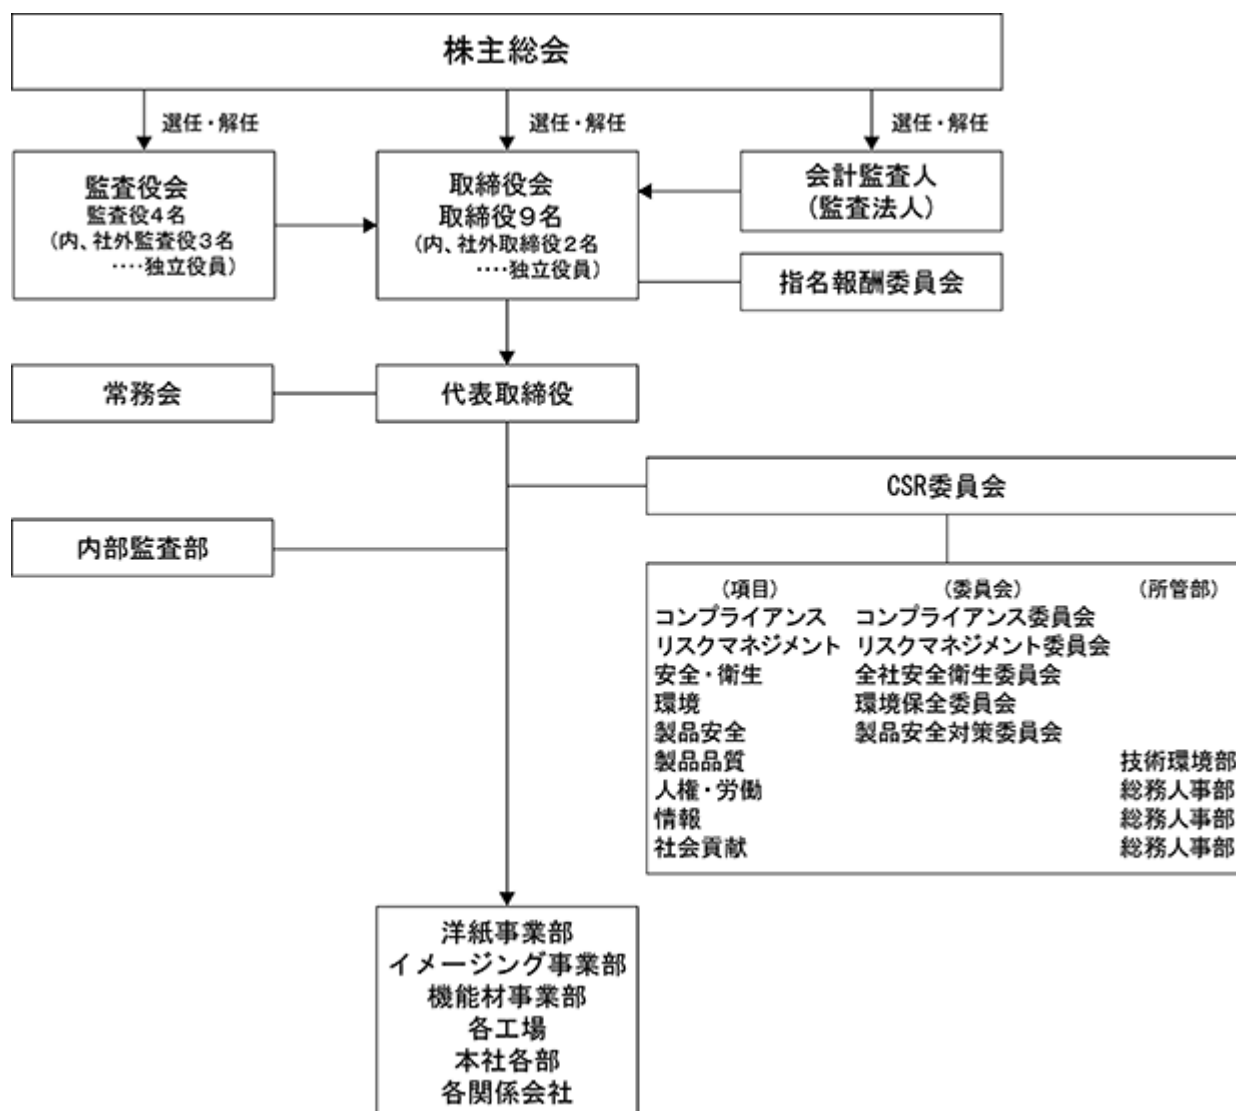 株主総会
選任・解任
選任・解任
選任・解任
監査役会
監査役4名
(内、社外監査役3名
‥‥独立役員)
取締役会
取締役9名
(内、社外取締役2名
‥‥独立役員)
会計監査人
(監査法人)
指名報酬委員会
常務会
代表取締役
CSR委員会
内部監査部
(項目) (委員会) (所管部)
コンプライアンス コンプライアンス委員会
リスクマネジメント リスクマネジメント委員会
安全・衛生 全社安全衛生委員会
環境 環境保全委員会
製品安全 製品安全対策委員会
製品品質 技術環境部
人権・労働 総務人事部
情報 総務人事部
社会貢献 総務人事部
洋紙事業部
イメージング事業部
機能材事業部
各工場
本社各部
各関係会社